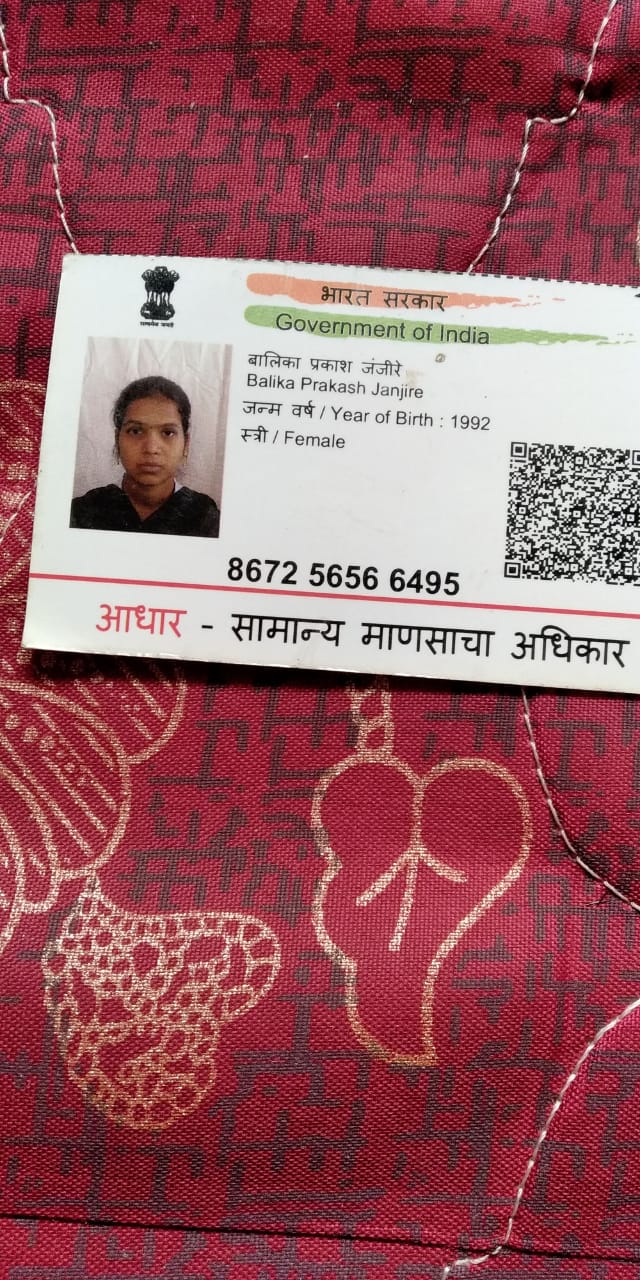 सत्यमेव जयते
भारत सरकार
Government of India
बालिका प्रकाश जंजीरे
Balika Prakash Janjire
जन्म वर्ष / Year of Birth : 1992
स्त्री / Female
8672 5656 6495
आधार - सामान्य माणसाचा अधिकार